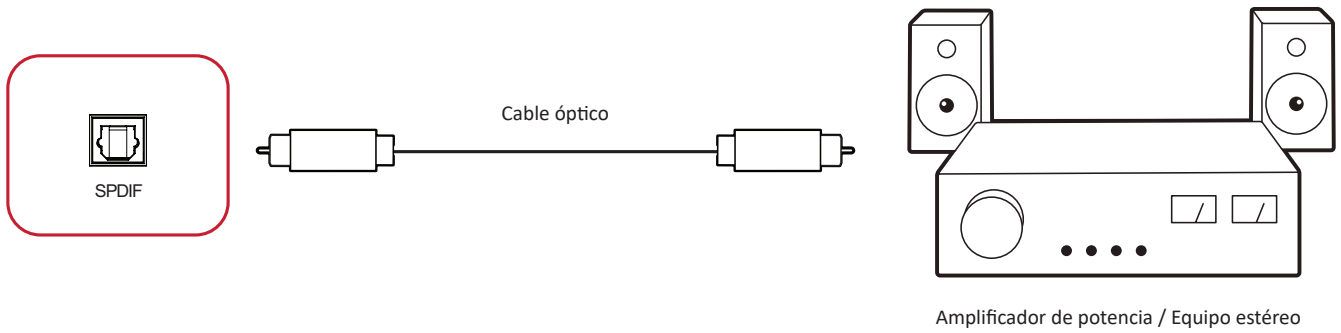 Cable óptico
SPDIF
Amplificador de potencia / Equipo estéreo